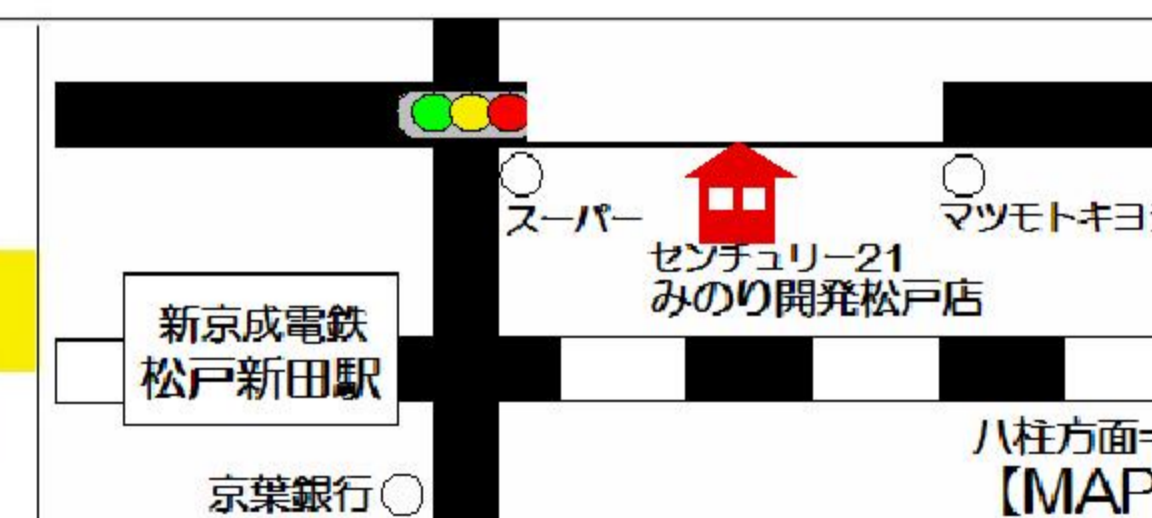 スーパー
マツモトキヨ
センチュリー21
みのり開発松戸店
新京成電鉄
松戸新田駅
八柱方面
京葉銀行
【MAP